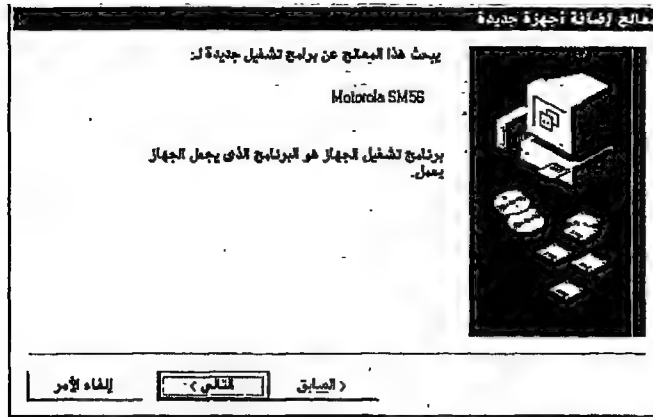 معالج إضافة أجهزة جديدة
يبحث هذا المعالج عن برامج تشغيل جديدة لـ:
Motorola SM56
برنامج تشغيل الجهاز هو البرنامج الذى يجعل الجهاز
يعمل.
< السابق
التالي >
إلغاء الأمر